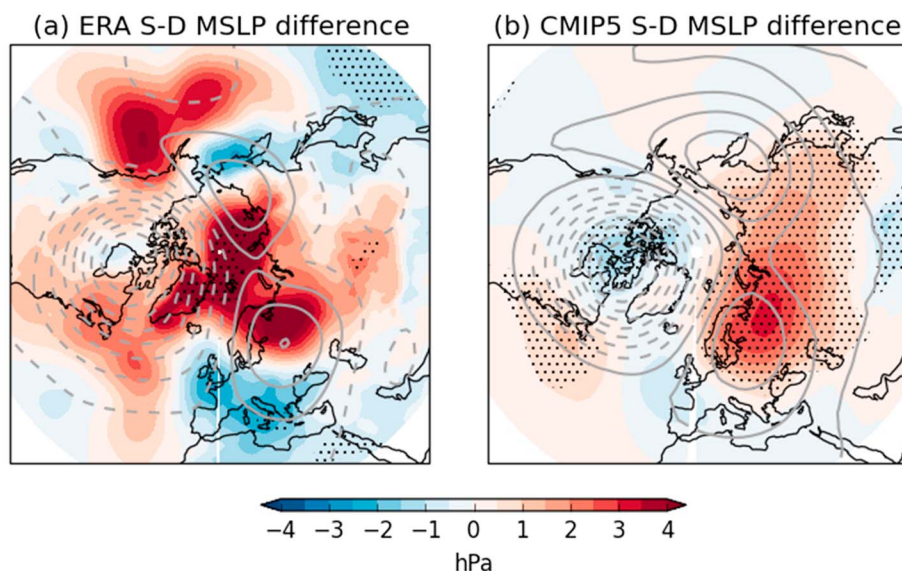 (a) ERA S-D MSLP difference
(b) CMIP5 S-D MSLP difference
−4 −3 −2 −1 0 1 2 3 4
hPa